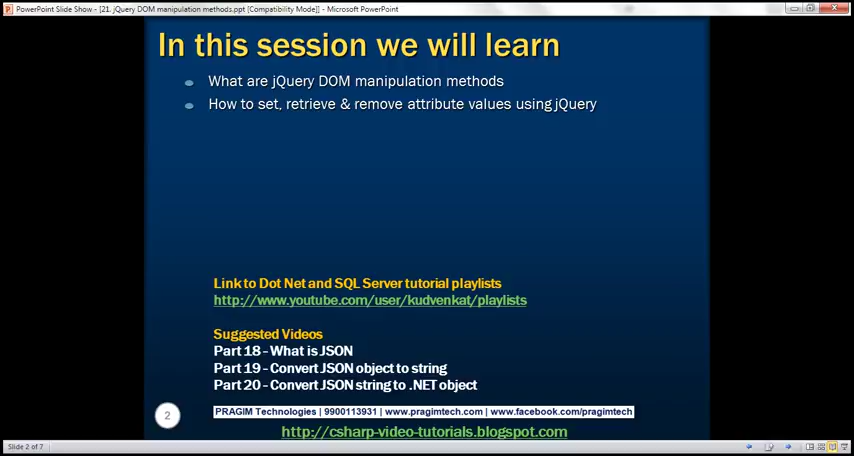 PowerPoint Slide Show - [21. jQuery DOM manipulation methods.ppt [Compatibility Mode]] - Microsoft PowerPoint
In this session we will learn
What are jQuery DOM manipulation methods
How to set, retrieve & remove attribute values using jQuery
Link to Dot Net and SQL Server tutorial playlists
http://www.youtube.com/user/kudvenkat/playlists
Suggested Videos
Part 18 - What is JSON
Part 19 - Convert JSON object to string
Part 20 - Convert JSON string to .NET object
2
PRAGIM Technologies | 9900113931 | www.pragimtech.com | www.facebook.com/pragimtech
http://csharp-video-tutorials.blogspot.com
Slide 2 of 7